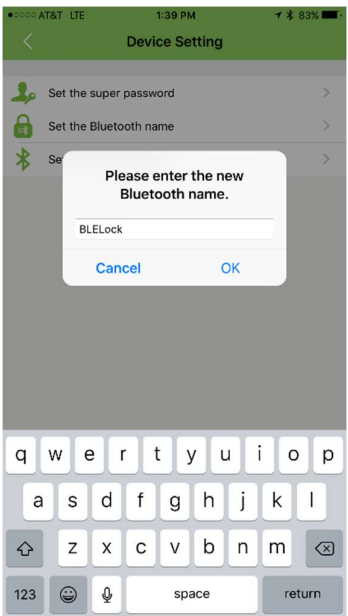 AT&T LTE 1:39 PM 83%
Device Setting
Set the super password
Set the Bluetooth name
Se
Please enter the new
Bluetooth name.
BLELock
Cancel OK
q w e r t y u i o p
a s d f g h j k l
z x c v b n m
123 space return